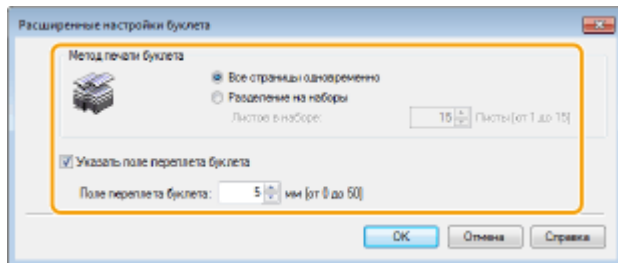 Расширенные настройки буклета
Метод печати буклета
Все страницы одновременно
Разделение на наборы
Листов в наборе: 15 Листы [от 1 до 15]
Указать поле переплета буклета
Поле переплета буклета: 5 мм [от 0 до 50]
OK Отмена Справка